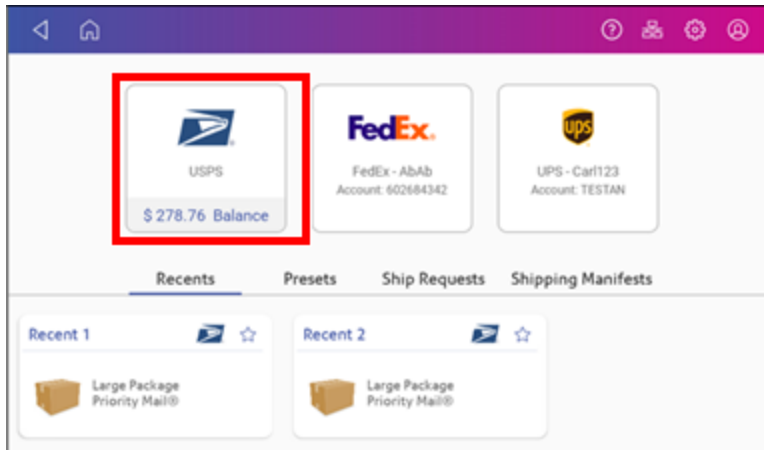 FedEx.
ups
USPS
FedEx - AbAb
UPS - Carl123
Account: 602684342
Account: TESTAN
$ 278.76 Balance
Recents Presets Ship Requests Shipping Manifests
Recent 1
Recent 2
Large Package
Priority Mail®
Large Package
Priority Mail®